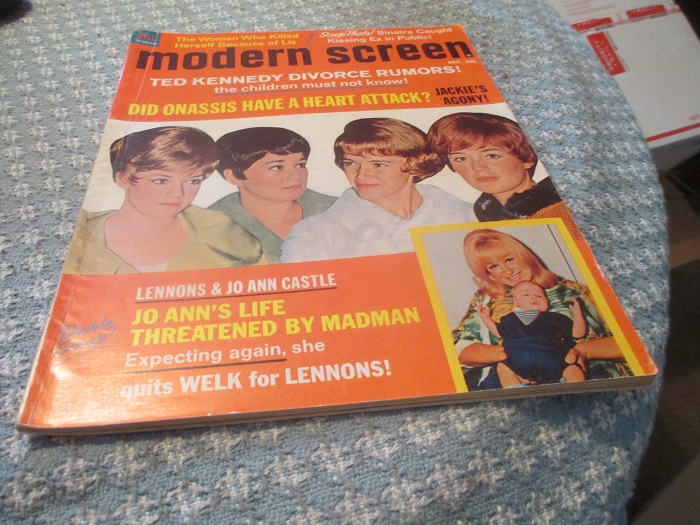 The Woman Who Killed
Herself Because of Liz
Sinatra Caught
Kissing Ex in Public!
modern screen
DEC.
TED KENNEDY DIVORCE RUMORS!
the children must not know!
DID ONASSIS HAVE A HEART ATTACK?
JACKIE'S
AGONY!
LENNONS & JO ANN CASTLE
JO ANN'S LIFE
THREATENED BY MADMAN
Expecting again, she
quits WELK for LENNONS!